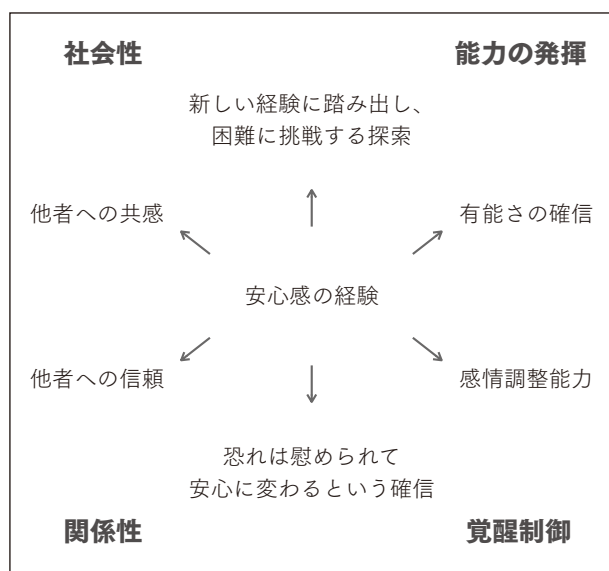 社会性
能力の発揮
新しい経験に踏み出し、
困難に挑戦する探索
他者への共感
有能さの確信
安心感の経験
他者への信頼
感情調整能力
恐れは慰められて
安心に変わるという確信
関係性
覚醒制御